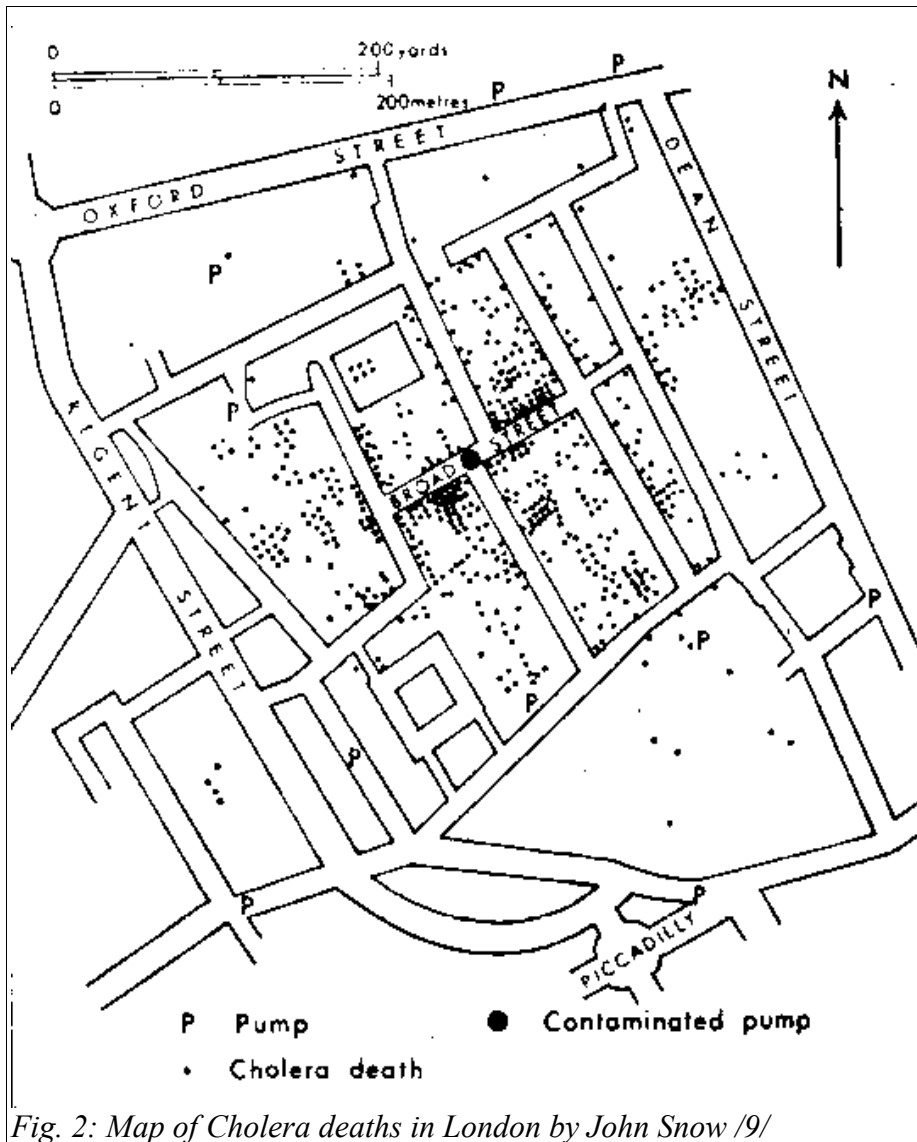 0 200 yards
0 200 metres
P
P
N
OXFORD STREET
DEAN STREET
P
P
REGENT STREET
BROAD STREET
P
P
P
P
P
P
PICCADILLY
P Pump
● Contaminated pump
• Cholera death
Fig. 2: Map of Cholera deaths in London by John Snow /9/